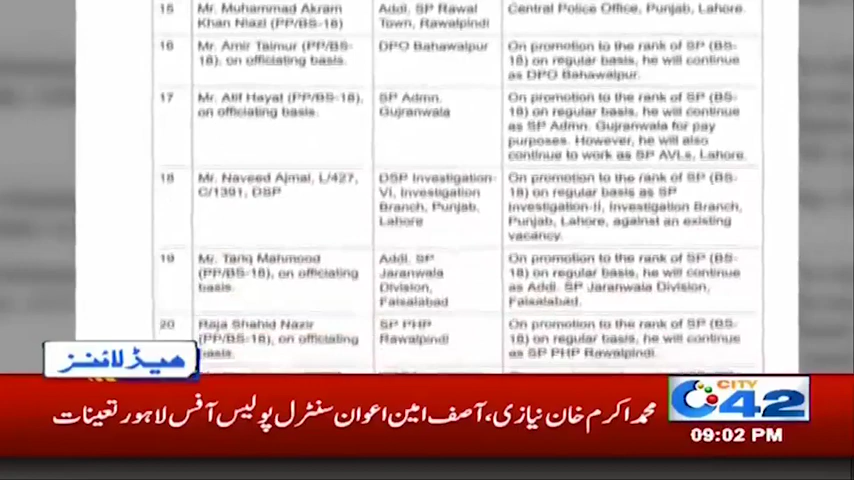 15 Mr. Muhammad Akram Addl. SP Rawal Central Police Office, Punjab, Lahore.
Khan Niazi (PP/BS-18) Town, Rawalpindi
16 Mr. Amir Taimur (PP/BS- DPO Bahawalpur On promotion to the rank of SP (BS-
18), on officiating basis. 18) on regular basis, he will continue
as DPO Bahawalpur.
17 Mr. Atif Hayat (PP/BS-18), SP Admn, On promotion to the rank of SP (BS-
on officiating basis. Gujranwala 18) on regular basis, he will continue
as SP Admn, Gujranwala for pay
purposes. However, he will also
continue to work as SP AVLs, Lahore.
18 Mr. Naveed Ajmal, L/427, DSP Investigation- On promotion to the rank of SP (BS-
C/1391, DSP VI, Investigation 18) on regular basis as SP
Branch, Punjab, Investigation-II, Investigation Branch,
Lahore Punjab, Lahore, against an existing
vacancy.
19 Mr. Tariq Mahmood Addl. SP On promotion to the rank of SP (BS-
(PP/BS-18), on officiating Jaranwala 18) on regular basis, he will continue
basis. Division, as Addl. SP Jaranwala Division,
Faisalabad Faisalabad.
20 Raja Shahid Nazir SP PHP On promotion to the rank of SP (BS-
(PP/BS-18), on officiating Rawalpindi 18) on regular basis, he will continue
basis. as SP PHP Rawalpindi.
ہیڈلائنز
محمد اکرم خان نیازی، آصف امین اعوان سنٹرل پولیس آفس لاہور تعینات
CITY
42
09:02 PM